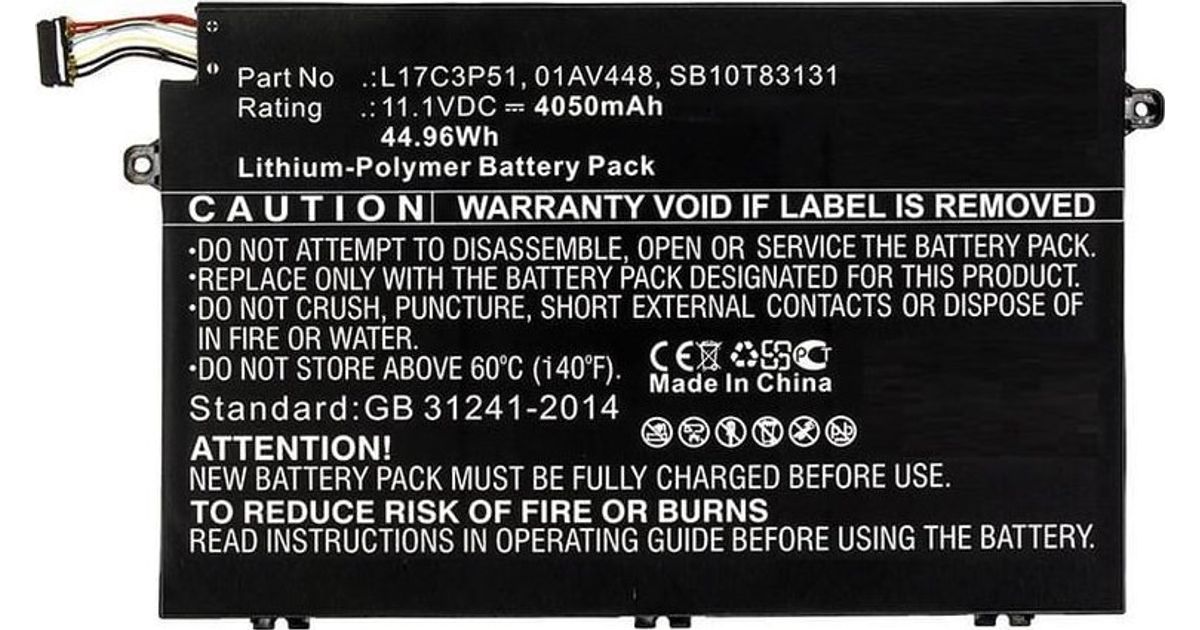 Part No .:L17C3P51, 01AV448, SB10T83131
Rating .: 11.1VDC ⎓ 4050mAh
44.96Wh
Lithium-Polymer Battery Pack
CAUTION WARRANTY VOID IF LABEL IS REMOVED
•DO NOT ATTEMPT TO DISASSEMBLE, OPEN OR SERVICE THE BATTERY PACK.
•REPLACE ONLY WITH THE BATTERY PACK DESIGNATED FOR THIS PRODUCT.
•DO NOT CRUSH, PUNCTURE, SHORT EXTERNAL CONTACTS OR DISPOSE OF
IN FIRE OR WATER.
•DO NOT STORE ABOVE 60°C (140°F).
CE PCT
Made In China
Standard:GB 31241-2014
ATTENTION!
NEW BATTERY PACK MUST BE FULLY CHARGED BEFORE USE.
TO REDUCE RISK OF FIRE OR BURNS
READ INSTRUCTIONS IN OPERATING GUIDE BEFORE USING THE BATTERY.